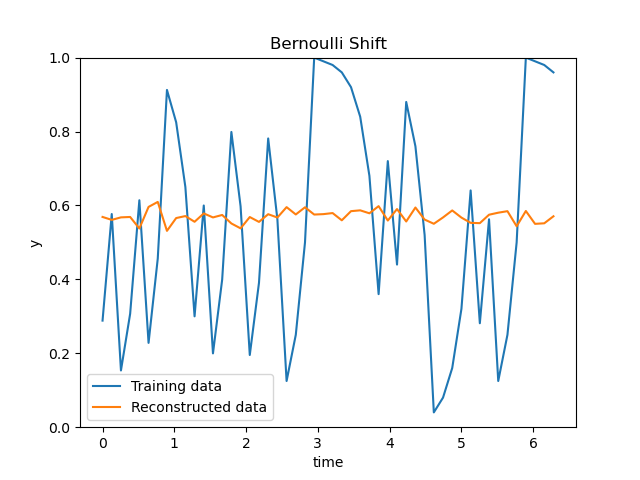 Bernoulli Shift
1.0
0.8
0.6
0.4
0.2
0.0
y
Training data
Reconstructed data
0 1 2 3 4 5 6
time